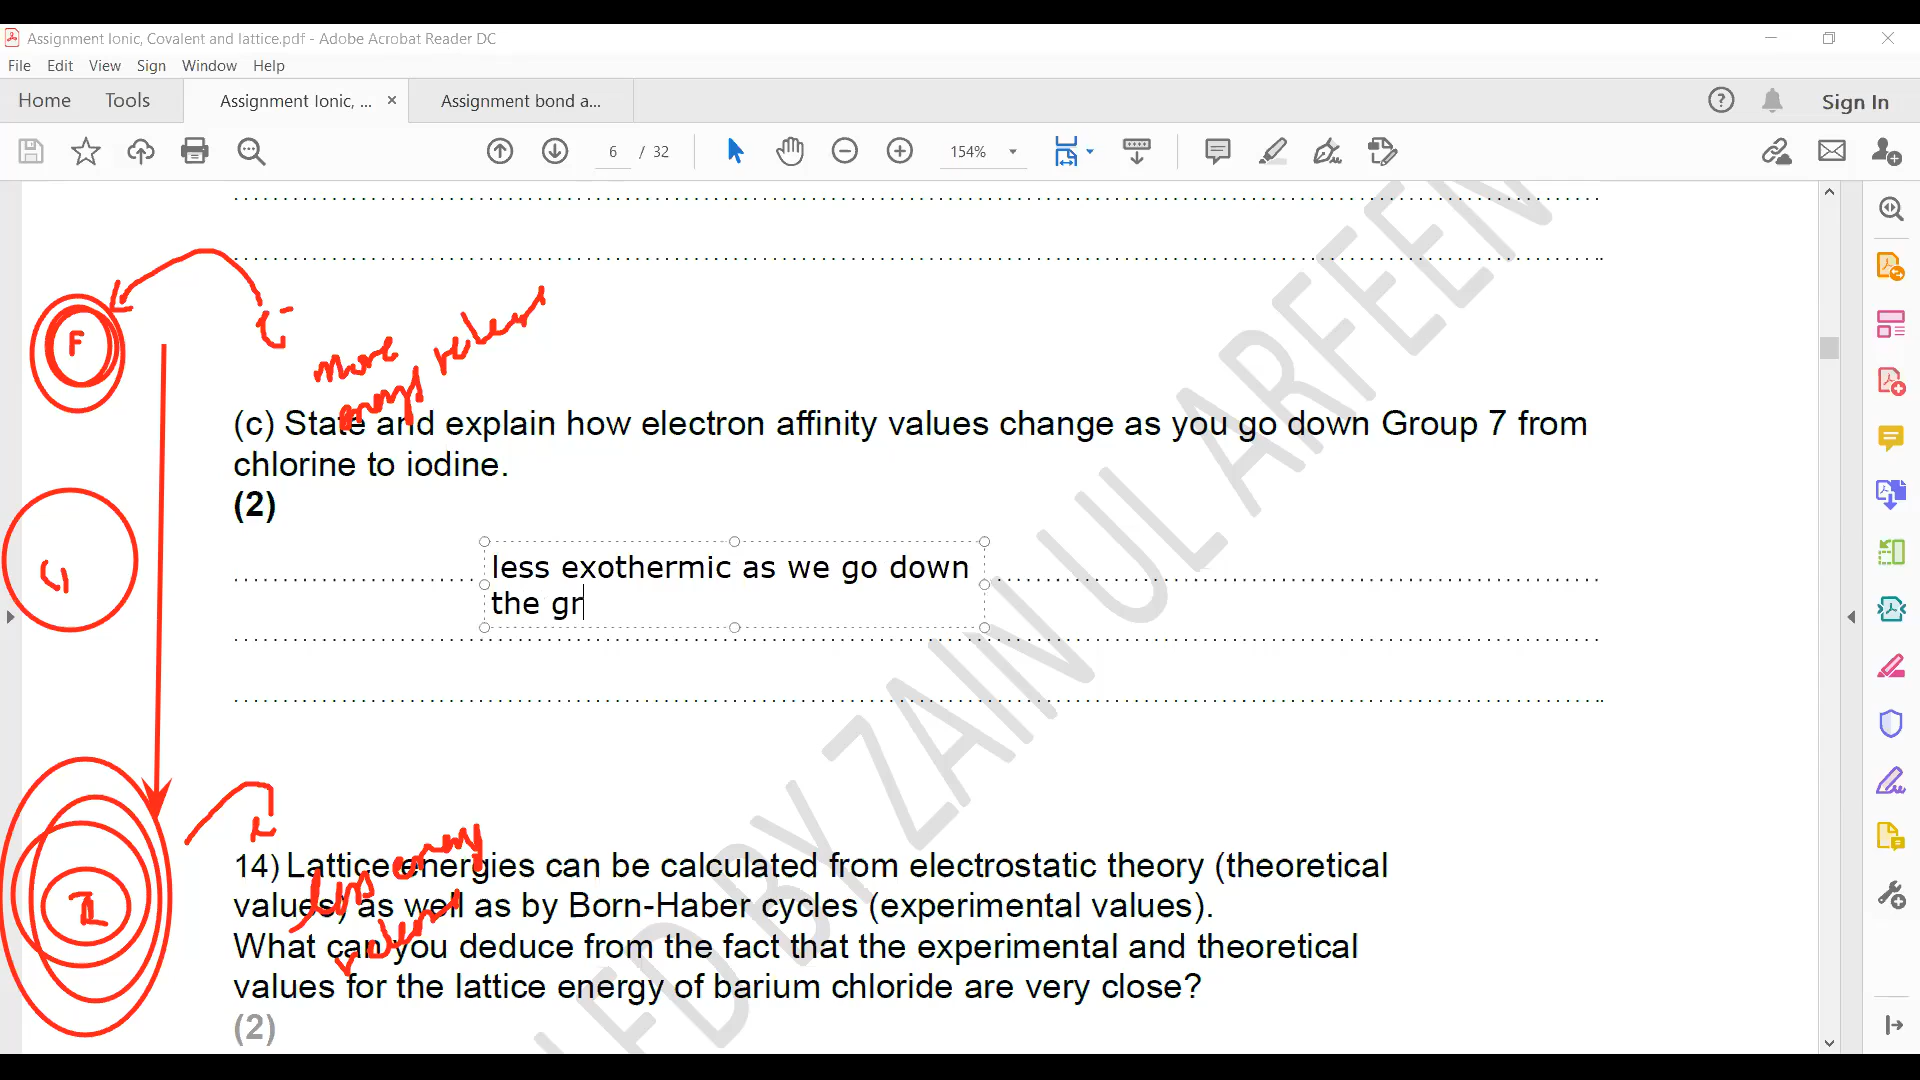 Assignment Ionic, Covalent and lattice.pdf - Adobe Acrobat Reader DC
File Edit View Sign Window Help
Home Tools Assignment Ionic, ... × Assignment bond a... Sign In
6 / 32 154%
F
more
energy released
(c) State and explain how electron affinity values change as you go down Group 7 from
chlorine to iodine.
(2)
Cl
less exothermic as we go down
the gr
I
less energy
released
14) Lattice energies can be calculated from electrostatic theory (theoretical
values) as well as by Born-Haber cycles (experimental values).
What can you deduce from the fact that the experimental and theoretical
values for the lattice energy of barium chloride are very close?
(2)
LED BY ZAIN UL ARFEEN